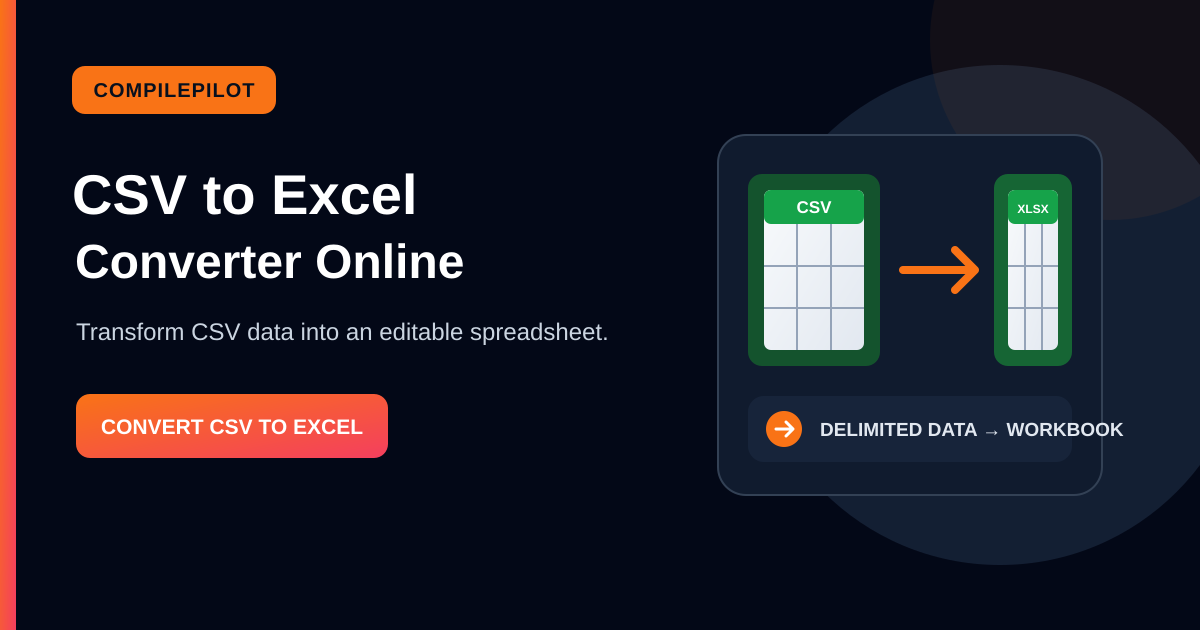 COMPILEPILOT
CSV to Excel
Converter Online
Transform CSV data into an editable spreadsheet.
CONVERT CSV TO EXCEL
CSV
XLSX
DELIMITED DATA → WORKBOOK